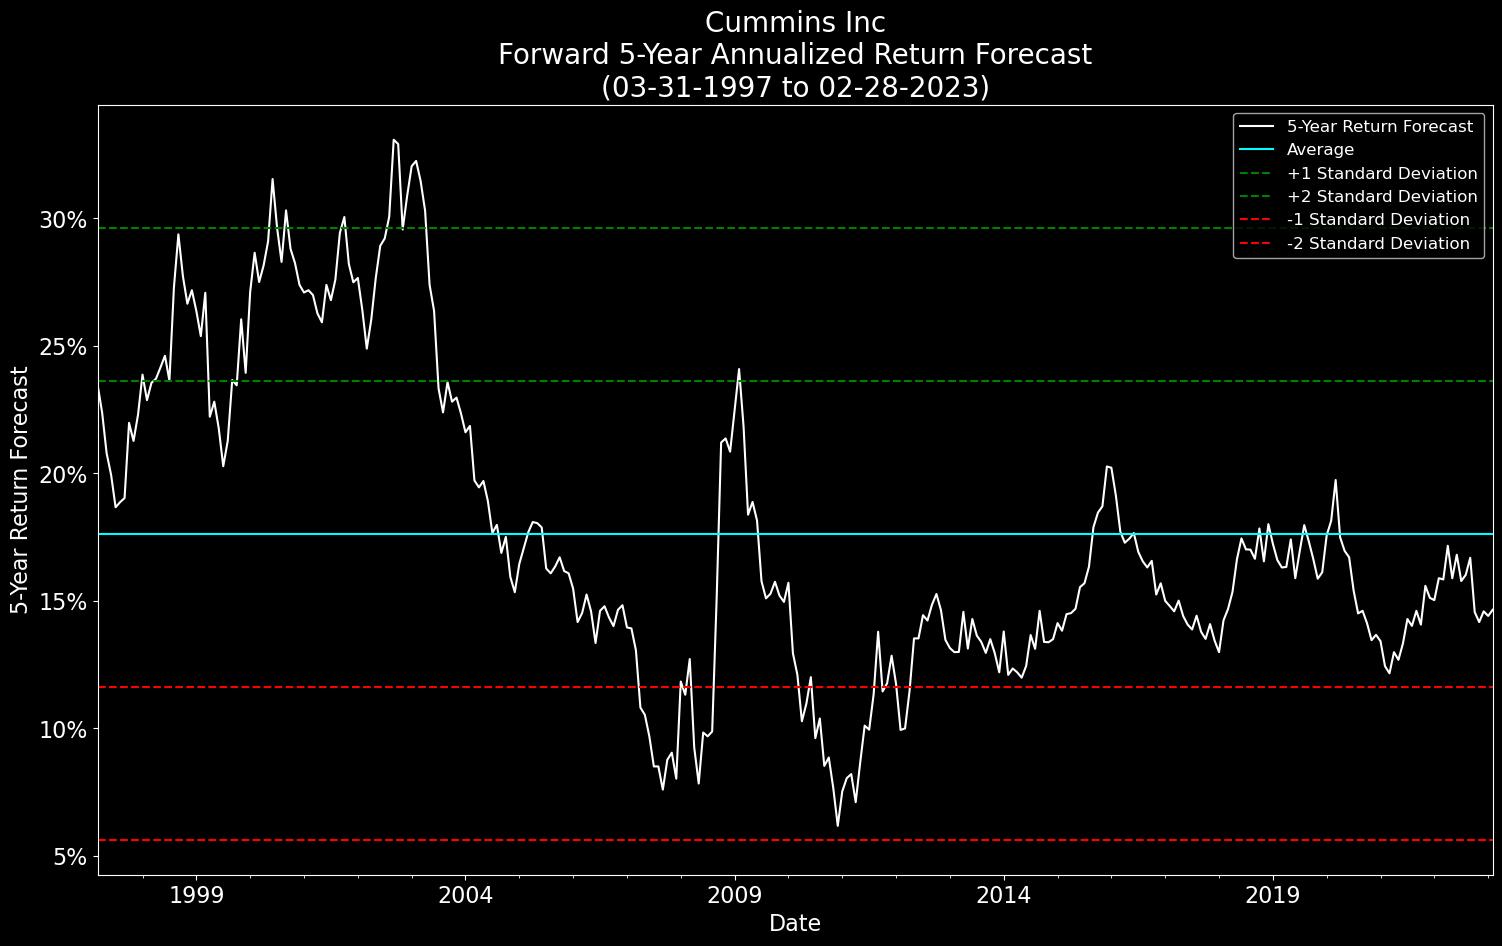 Cummins Inc
Forward 5-Year Annualized Return Forecast
(03-31-1997 to 02-28-2023)
5-Year Return Forecast
Average
+1 Standard Deviation
+2 Standard Deviation
-1 Standard Deviation
-2 Standard Deviation
5-Year Return Forecast
30%
25%
20%
15%
10%
5%
1999
2004
2009
2014
2019
Date